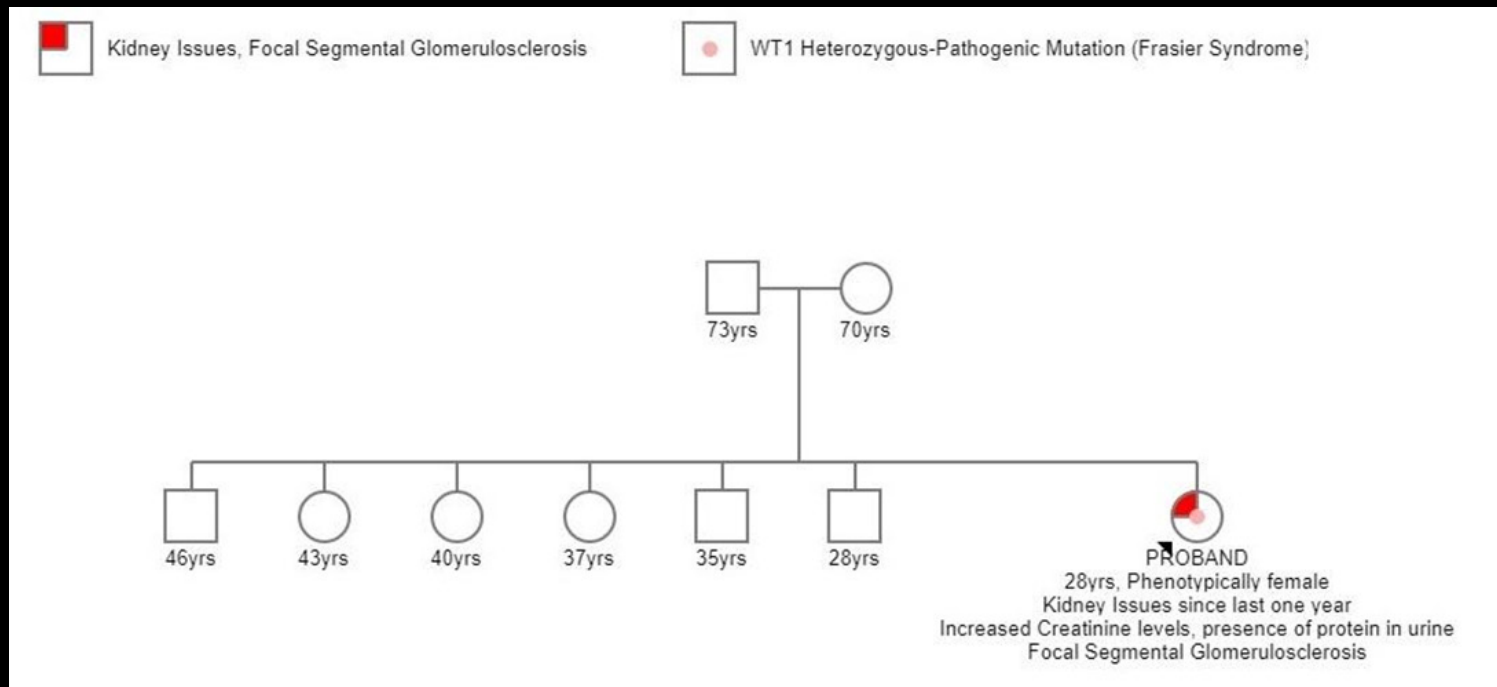 Kidney Issues, Focal Segmental Glomerulosclerosis
WT1 Heterozygous-Pathogenic Mutation (Frasier Syndrome)
73yrs
70yrs
46yrs
43yrs
40yrs
37yrs
35yrs
28yrs
PROBAND
28yrs, Phenotypically female
Kidney Issues since last one year
Increased Creatinine levels, presence of protein in urine
Focal Segmental Glomerulosclerosis